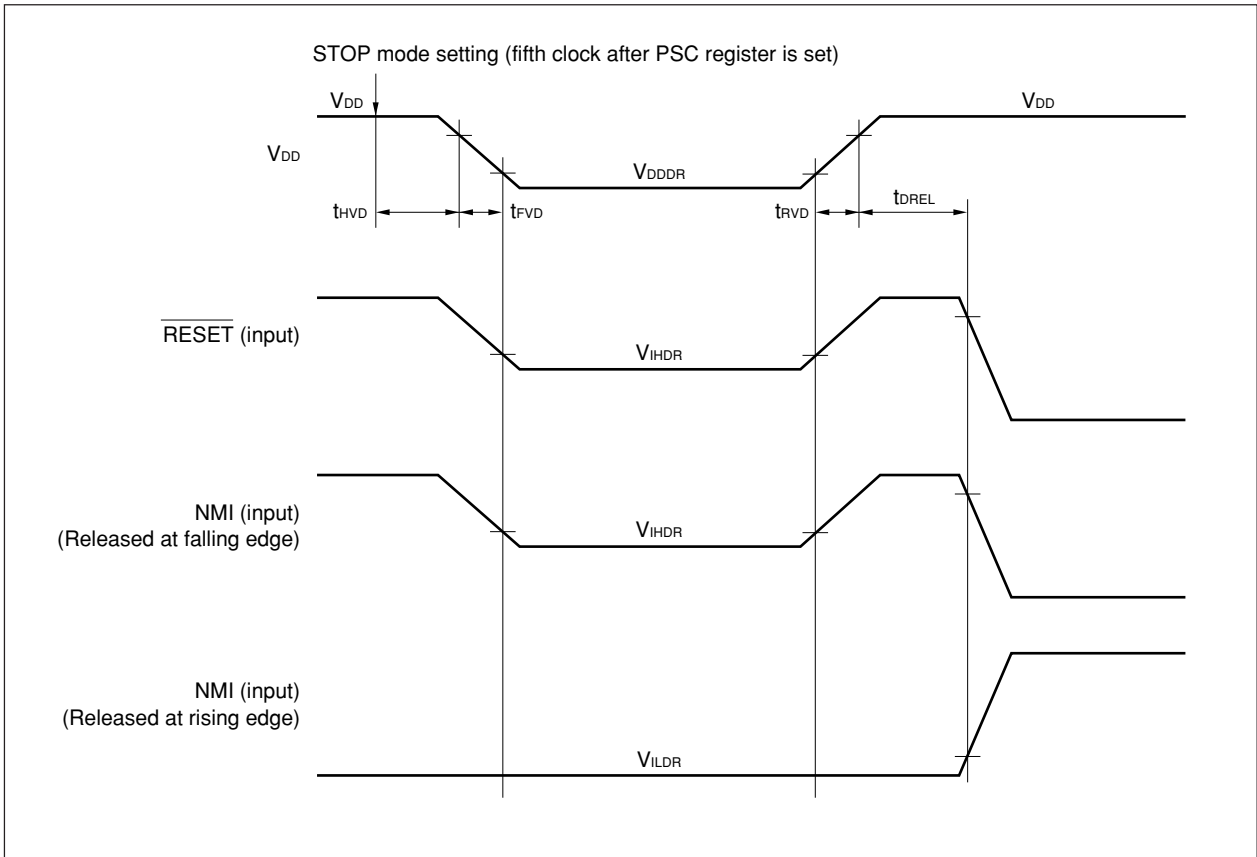 STOP mode setting (fifth clock after PSC register is set)
VDD
VDD
VDD
VDDDR
tHVD
tFVD
tRVD
tDREL
RESET (input)
VIHDR
NMI (input)
(Released at falling edge)
VIHDR
NMI (input)
(Released at rising edge)
VILDR